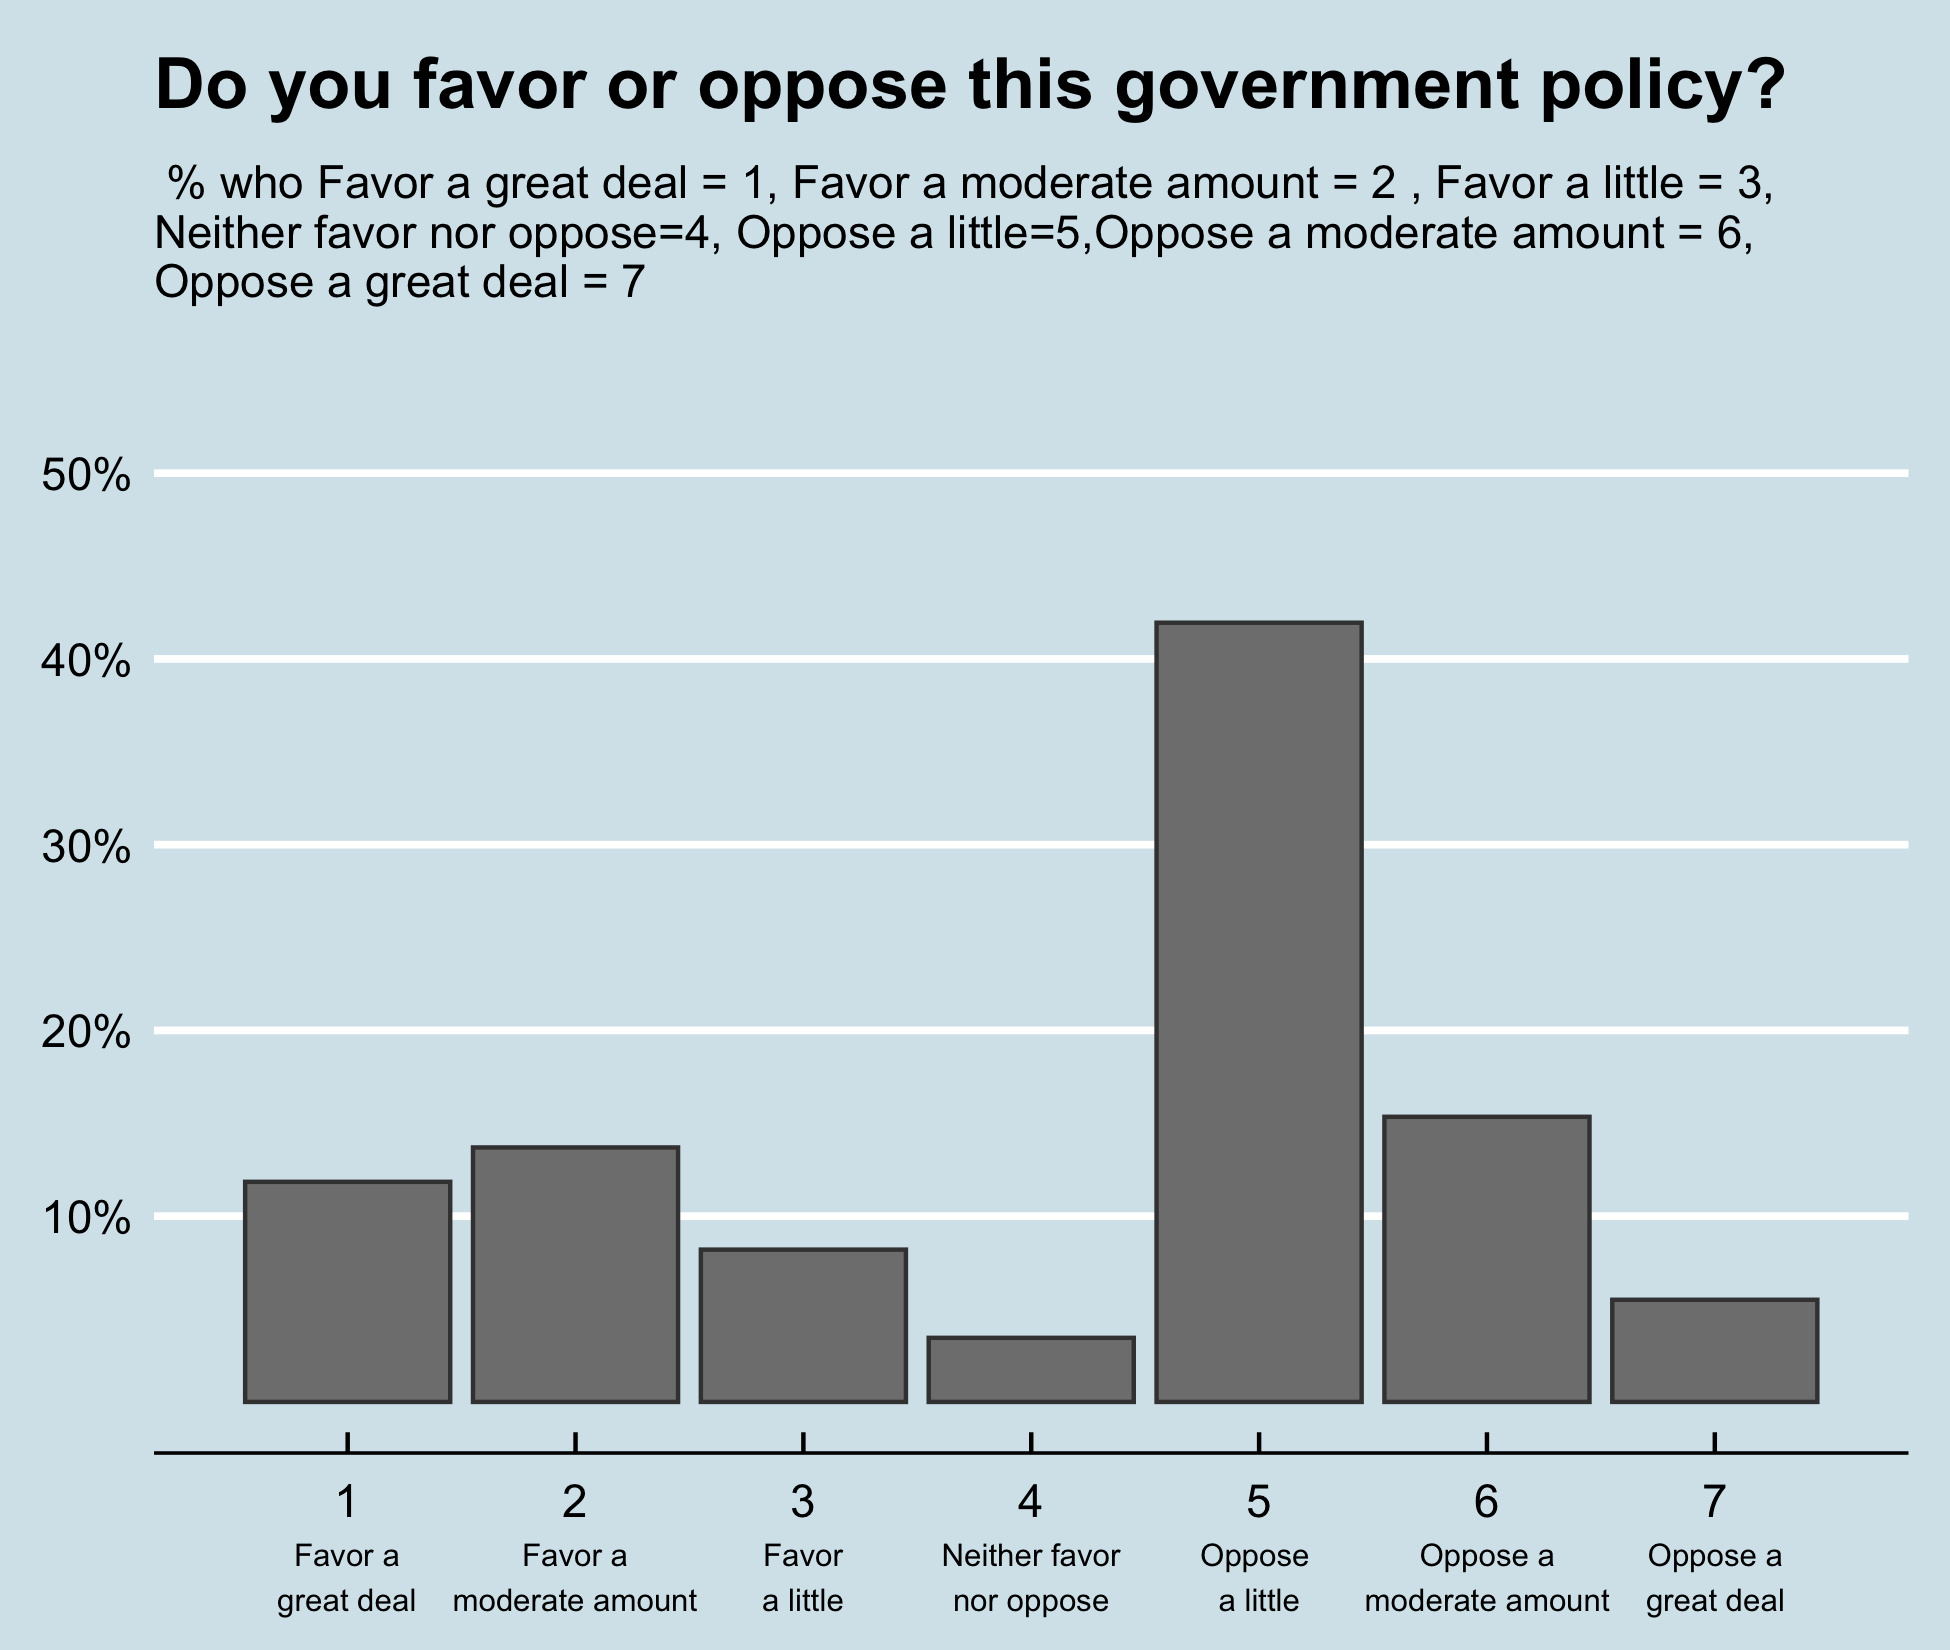 Do you favor or oppose this government policy?
% who Favor a great deal = 1, Favor a moderate amount = 2 , Favor a little = 3,
Neither favor nor oppose=4, Oppose a little=5,Oppose a moderate amount = 6,
Oppose a great deal = 7
50%
40%
30%
20%
10%
1 2 3 4 5 6 7
Favor a Favor a Favor Neither favor Oppose Oppose a Oppose a
great deal moderate amount a little nor oppose a little moderate amount great deal